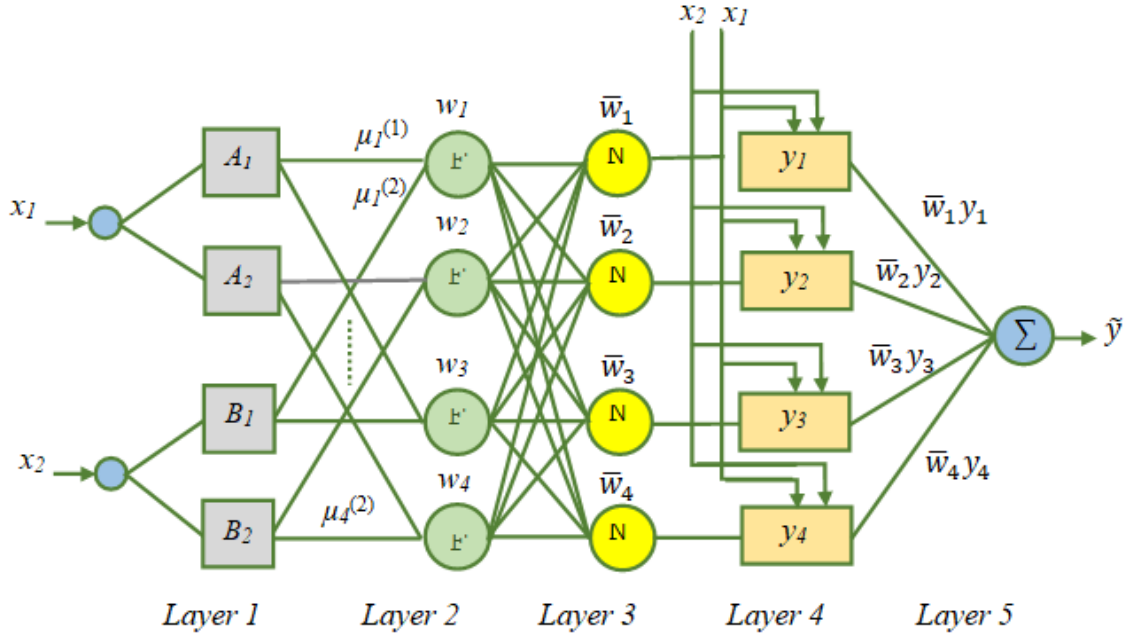 x₂ x₁
w₁ w̅₁
μ₁⁽¹⁾
A₁ N y₁
μ₁⁽²⁾
x₁ w₂ w̅₂ w̅₁y₁
A₂ N y₂ w̅₂y₂
Σ ỹ
w₃ w̅₃ w̅₃y₃
B₁ N y₃
x₂ w₄ w̅₄ w̅₄y₄
μ₄⁽²⁾
B₂ N y₄
Layer 1 Layer 2 Layer 3 Layer 4 Layer 5